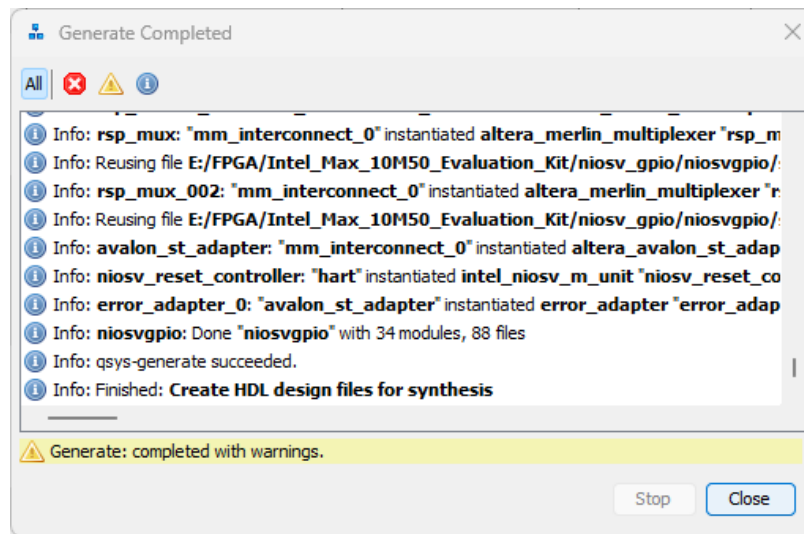 Generate Completed
All
Info: rsp_mux: "mm_interconnect_0" instantiated altera_merlin_multiplexer "rsp_m
Info: Reusing file E:/FPGA/Intel_Max_10M50_Evaluation_Kit/niosv_gpio/niosvgpio/
Info: rsp_mux_002: "mm_interconnect_0" instantiated altera_merlin_multiplexer "r
Info: Reusing file E:/FPGA/Intel_Max_10M50_Evaluation_Kit/niosv_gpio/niosvgpio/
Info: avalon_st_adapter: "mm_interconnect_0" instantiated altera_avalon_st_adap
Info: niosv_reset_controller: "hart" instantiated intel_niosv_m_unit "niosv_reset_co
Info: error_adapter_0: "avalon_st_adapter" instantiated error_adapter "error_adap
Info: niosvgpio: Done "niosvgpio" with 34 modules, 88 files
Info: qsys-generate succeeded.
Info: Finished: Create HDL design files for synthesis
Generate: completed with warnings.
Stop Close